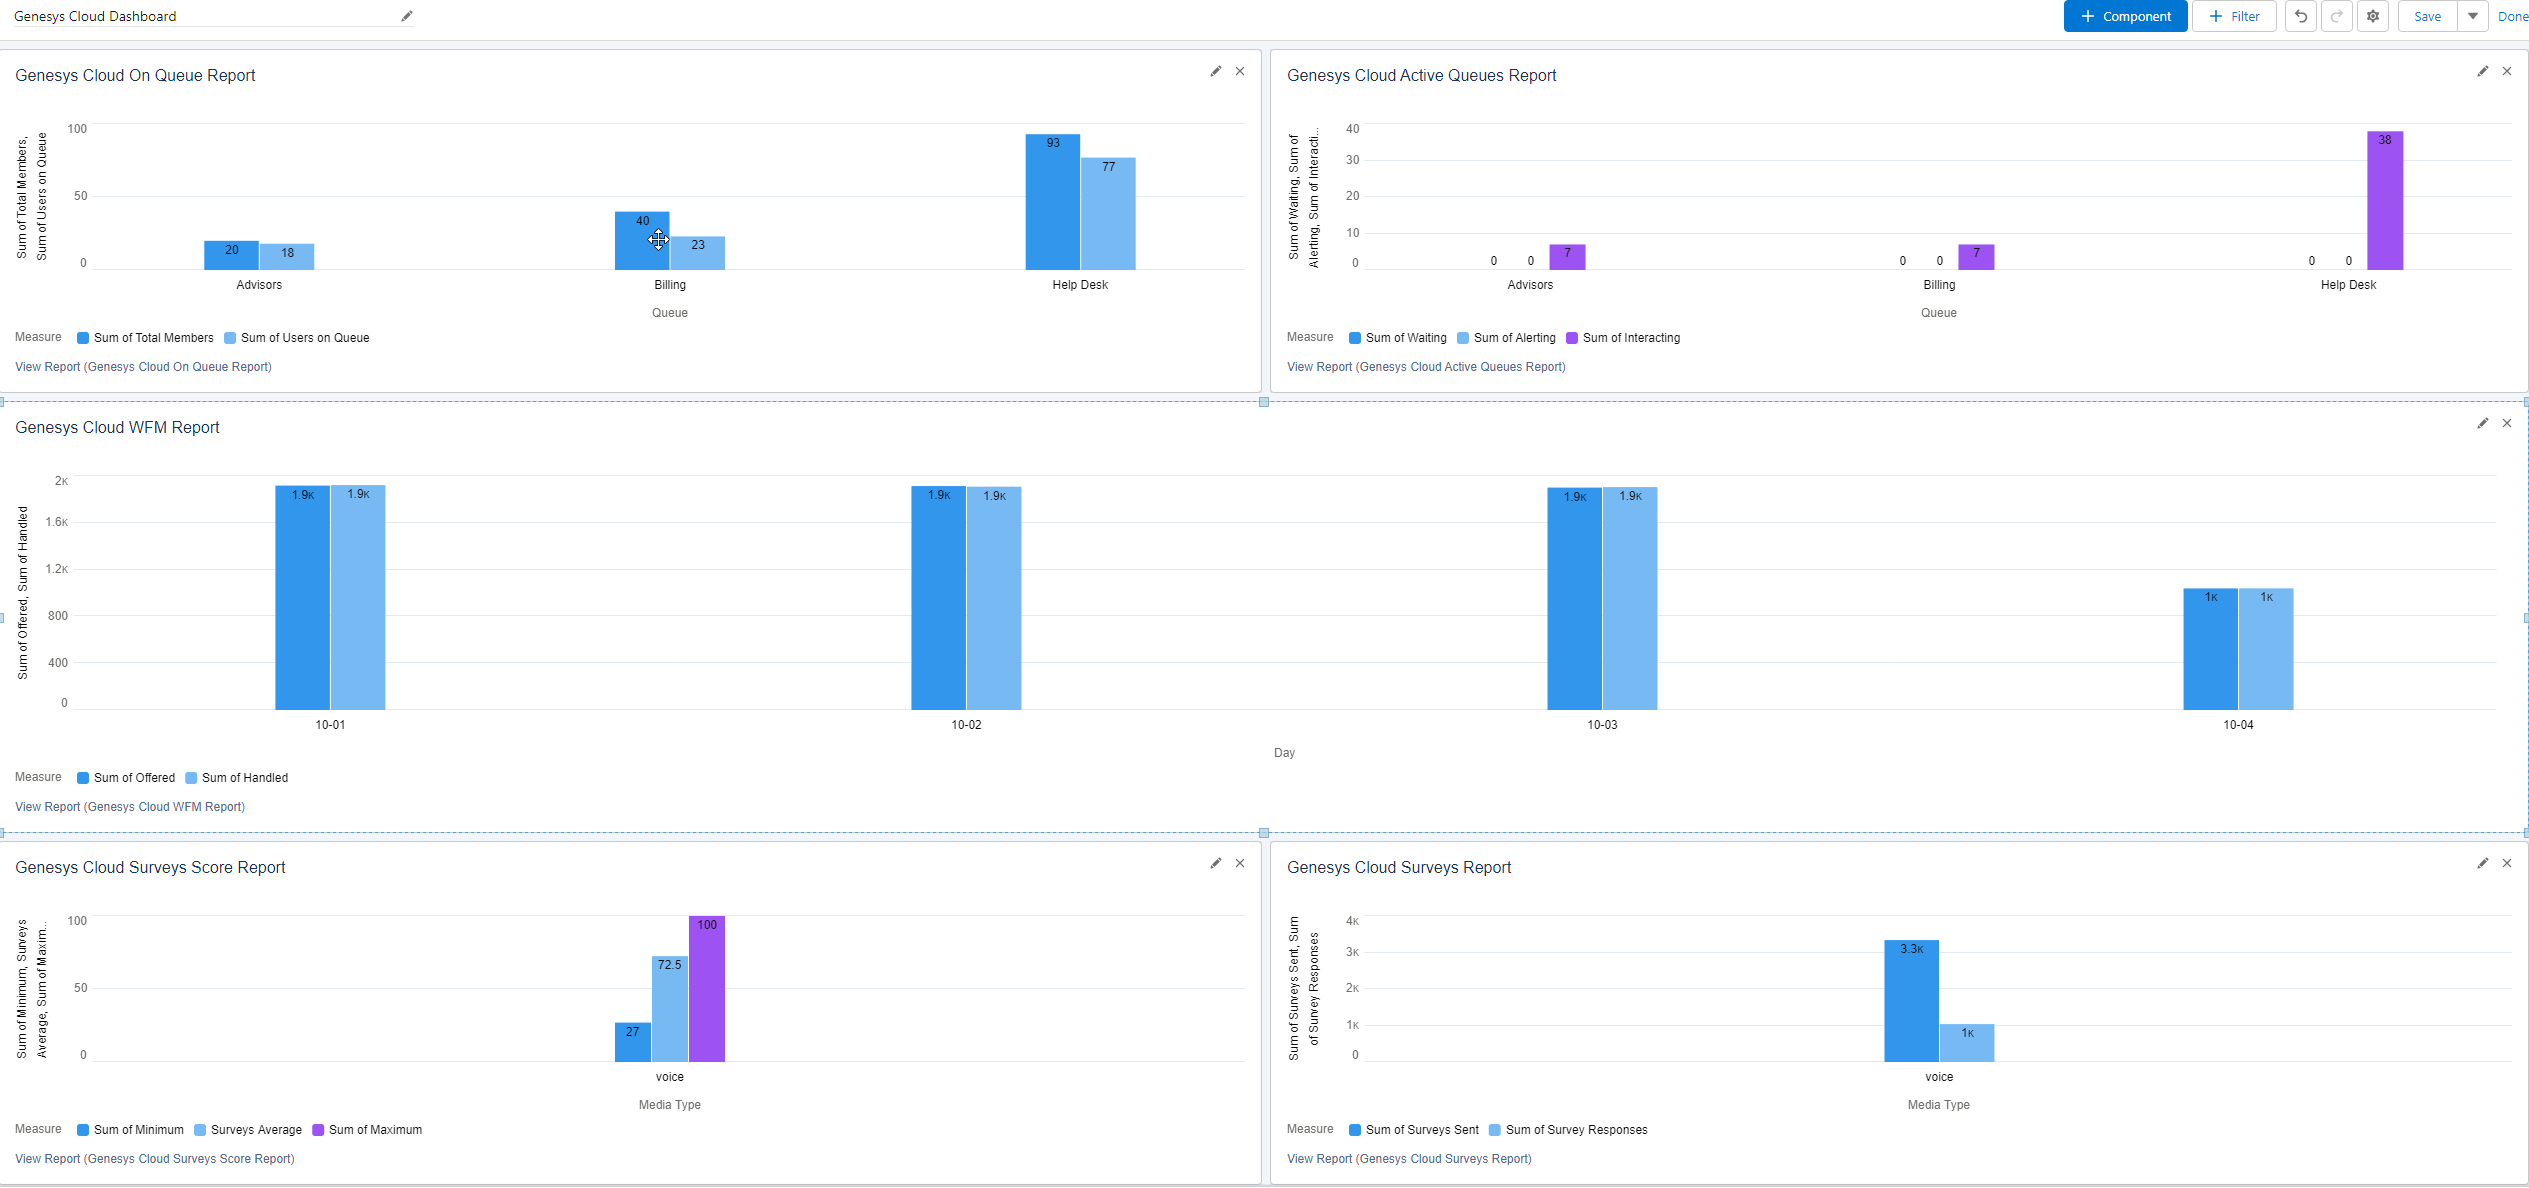 Genesys Cloud Dashboard
+ Component
+ Filter
Save
Done
Genesys Cloud On Queue Report
Sum of Total Members,
Sum of Users on Queue
100
50
0
20
18
40
23
93
77
Advisors
Billing
Help Desk
Queue
Measure Sum of Total Members Sum of Users on Queue
View Report (Genesys Cloud On Queue Report)
Genesys Cloud Active Queues Report
Sum of Waiting, Sum of
Alerting, Sum of Interacti...
40
30
20
10
0
0
0
7
0
0
7
0
0
38
Advisors
Billing
Help Desk
Queue
Measure Sum of Waiting Sum of Alerting Sum of Interacting
View Report (Genesys Cloud Active Queues Report)
Genesys Cloud WFM Report
Sum of Offered, Sum of Handled
2K
1.6K
1.2K
800
400
0
1.9K
1.9K
1.9K
1.9K
1.9K
1.9K
1K
1K
10-01
10-02
10-03
10-04
Day
Measure Sum of Offered Sum of Handled
View Report (Genesys Cloud WFM Report)
Genesys Cloud Surveys Score Report
Sum of Minimum, Surveys
Average, Sum of Maxim...
100
50
0
27
72.5
100
voice
Media Type
Measure Sum of Minimum Surveys Average Sum of Maximum
View Report (Genesys Cloud Surveys Score Report)
Genesys Cloud Surveys Report
Sum of Surveys Sent, Sum
of Survey Responses
4K
3K
2K
1K
0
3.3K
1K
voice
Media Type
Measure Sum of Surveys Sent Sum of Survey Responses
View Report (Genesys Cloud Surveys Report)